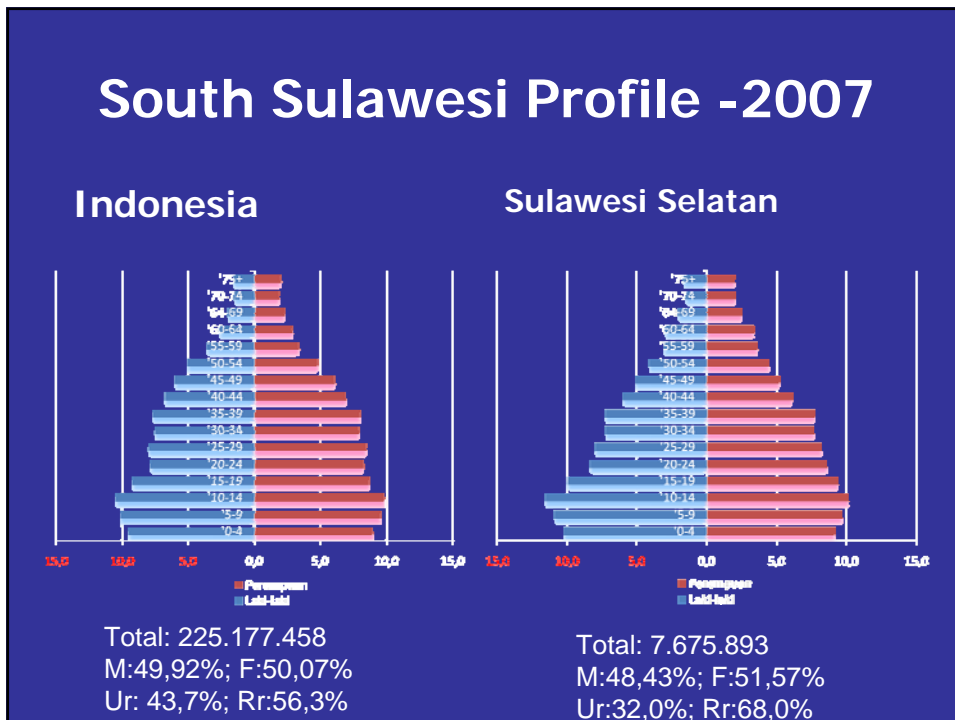 South Sulawesi Profile -2007
Indonesia
'75+
'70-74
'60-64
'55-59
'50-54
'45-49
'40-44
'35-39
'30-34
'25-29
'20-24
'15-19
'10-14
'5-9
'0-4
15,0 10,0 5,0 0,0 5,0 10,0 15,0
Perempuan
Laki-laki
Total: 225.177.458
M:49,92%; F:50,07%
Ur: 43,7%; Rr:56,3%
Sulawesi Selatan
'75+
'70-74
'60-64
'55-59
'50-54
'45-49
'40-44
'35-39
'30-34
'25-29
'20-24
'15-19
'10-14
'5-9
'0-4
15,0 10,0 5,0 0,0 5,0 10,0 15,0
Perempuan
Laki-laki
Total: 7.675.893
M:48,43%; F:51,57%
Ur:32,0%; Rr:68,0%